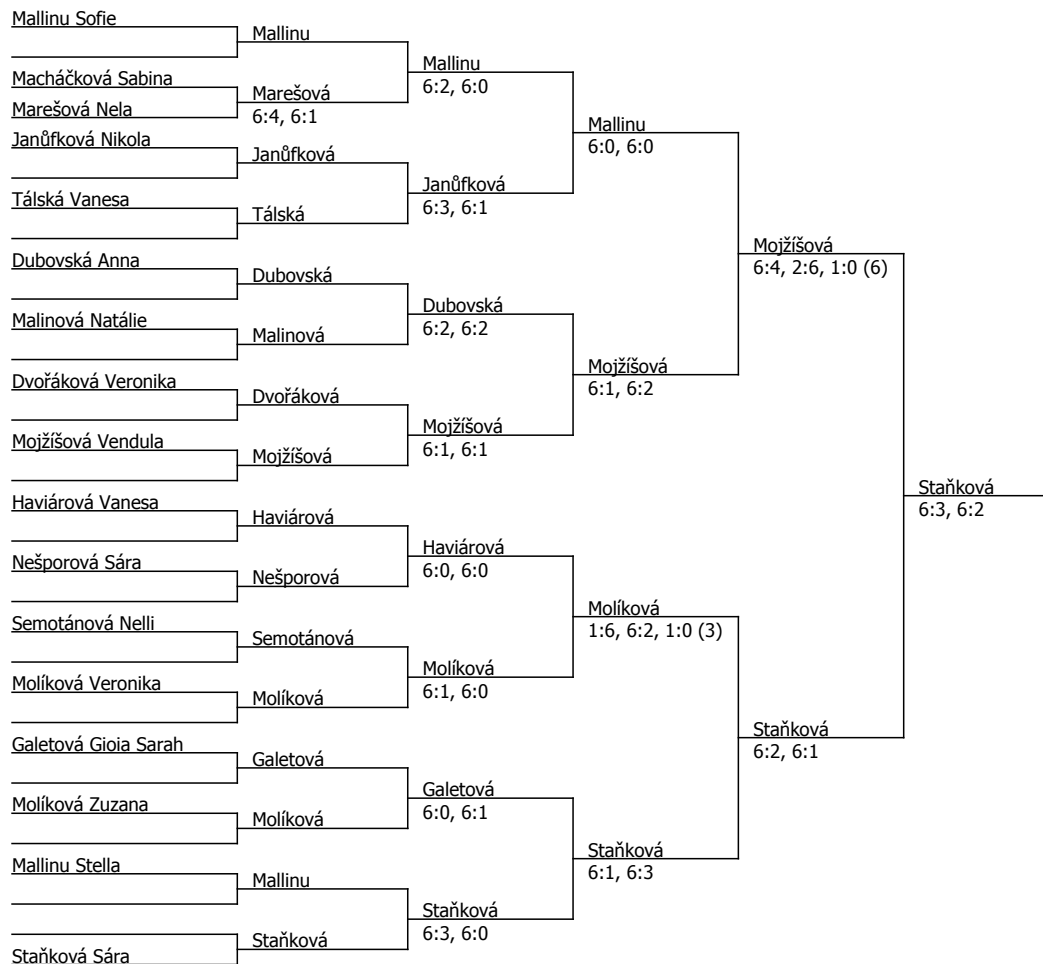 Mallinu Sofie
Mallinu
Mallinu
6:2, 6:0
Macháčková Sabina
Marešová
6:4, 6:1
Marešová Nela
Mallinu
6:0, 6:0
Janůfková Nikola
Janůfková
Janůfková
6:3, 6:1
Tálská Vanesa
Tálská
Mojžíšová
6:4, 2:6, 1:0 (6)
Dubovská Anna
Dubovská
Dubovská
6:2, 6:2
Malinová Natálie
Malinová
Mojžíšová
6:1, 6:2
Dvořáková Veronika
Dvořáková
Mojžíšová
6:1, 6:1
Mojžíšová Vendula
Mojžíšová
Staňková
6:3, 6:2
Haviárová Vanesa
Haviárová
Haviárová
6:0, 6:0
Nešporová Sára
Nešporová
Molíková
1:6, 6:2, 1:0 (3)
Semotánová Nelli
Semotánová
Molíková
6:1, 6:0
Molíková Veronika
Molíková
Staňková
6:2, 6:1
Galetová Gioia Sarah
Galetová
Galetová
6:0, 6:1
Molíková Zuzana
Molíková
Staňková
6:1, 6:3
Mallinu Stella
Mallinu
Staňková
6:3, 6:0
Staňková
Staňková Sára